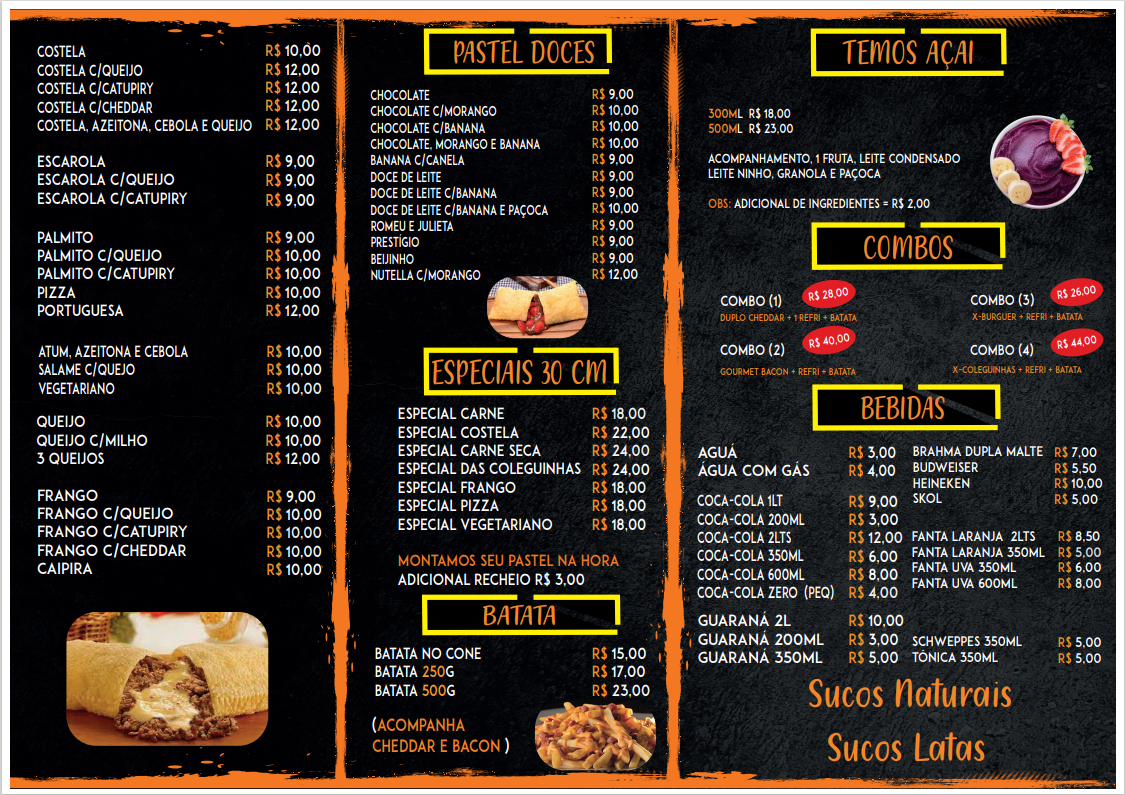 COSTELA R$ 10,00
COSTELA C/QUEIJO R$ 12,00
COSTELA C/CATUPIRY R$ 12,00
COSTELA C/CHEDDAR R$ 12,00
COSTELA, AZEITONA, CEBOLA E QUEIJO R$ 12,00
ESCAROLA R$ 9,00
ESCAROLA C/QUEIJO R$ 9,00
ESCAROLA C/CATUPIRY R$ 9,00
PALMITO R$ 9,00
PALMITO C/QUEIJO R$ 10,00
PALMITO C/CATUPIRY R$ 10,00
PIZZA R$ 10,00
PORTUGUESA R$ 12,00
ATUM, AZEITONA E CEBOLA R$ 10,00
SALAME C/QUEJO R$ 10,00
VEGETARIANO R$ 10,00
QUEIJO R$ 10,00
QUEIJO C/MILHO R$ 10,00
3 QUEIJOS R$ 12,00
FRANGO R$ 9,00
FRANGO C/QUEIJO R$ 10,00
FRANGO C/CATUPIRY R$ 10,00
FRANGO C/CHEDDAR R$ 10,00
CAIPIRA R$ 10,00
PASTEL DOCES
CHOCOLATE R$ 9,00
CHOCOLATE C/MORANGO R$ 10,00
CHOCOLATE C/BANANA R$ 10,00
CHOCOLATE, MORANGO E BANANA R$ 10,00
BANANA C/CANELA R$ 9,00
DOCE DE LEITE R$ 9,00
DOCE DE LEITE C/BANANA R$ 9,00
DOCE DE LEITE C/BANANA E PAÇOCA R$ 10,00
ROMEU E JULIETA R$ 9,00
PRESTÍGIO R$ 9,00
BEIJINHO R$ 9,00
NUTELLA C/MORANGO R$ 12,00
ESPECIAIS 30 CM
ESPECIAL CARNE R$ 18,00
ESPECIAL COSTELA R$ 22,00
ESPECIAL CARNE SECA R$ 24,00
ESPECIAL DAS COLEGUINHAS R$ 24,00
ESPECIAL FRANGO R$ 18,00
ESPECIAL PIZZA R$ 18,00
ESPECIAL VEGETARIANO R$ 18,00
MONTAMOS SEU PASTEL NA HORA
ADICIONAL RECHEIO R$ 3,00
BATATA
BATATA NO CONE R$ 15,00
BATATA 250G R$ 17,00
BATATA 500G R$ 23,00
(ACOMPANHA
CHEDDAR E BACON )
TEMOS AÇAI
300ML R$ 18,00
500ML R$ 23,00
ACOMPANHAMENTO, 1 FRUTA, LEITE CONDENSADO
LEITE NINHO, GRANOLA E PAÇOCA
OBS: ADICIONAL DE INGREDIENTES = R$ 2,00
COMBOS
COMBO (1) R$ 28,00
DUPLO CHEDDAR + 1 REFRI + BATATA
COMBO (2) R$ 40,00
GOURMET BACON + REFRI + BATATA
COMBO (3) R$ 26,00
X-BURGUER + REFRI + BATATA
COMBO (4) R$ 44,00
X-COLEGUINHAS + REFRI + BATATA
BEBIDAS
AGUÁ R$ 3,00
ÁGUA COM GÁS R$ 4,00
COCA-COLA 1LT R$ 9,00
COCA-COLA 200ML R$ 3,00
COCA-COLA 2LTS R$ 12,00
COCA-COLA 350ML R$ 6,00
COCA-COLA 600ML R$ 8,00
COCA-COLA ZERO (PEQ) R$ 4,00
GUARANÁ 2L R$ 10,00
GUARANÁ 200ML R$ 3,00
GUARANÁ 350ML R$ 5,00
BRAHMA DUPLA MALTE R$ 7,00
BUDWEISER R$ 5,50
HEINEKEN R$ 10,00
SKOL R$ 5,00
FANTA LARANJA 2LTS R$ 8,50
FANTA LARANJA 350ML R$ 5,00
FANTA UVA 350ML R$ 6,00
FANTA UVA 600ML R$ 8,00
SCHWEPPES 350ML R$ 5,00
TÔNICA 350ML R$ 5,00
Sucos Naturais
Sucos Latas